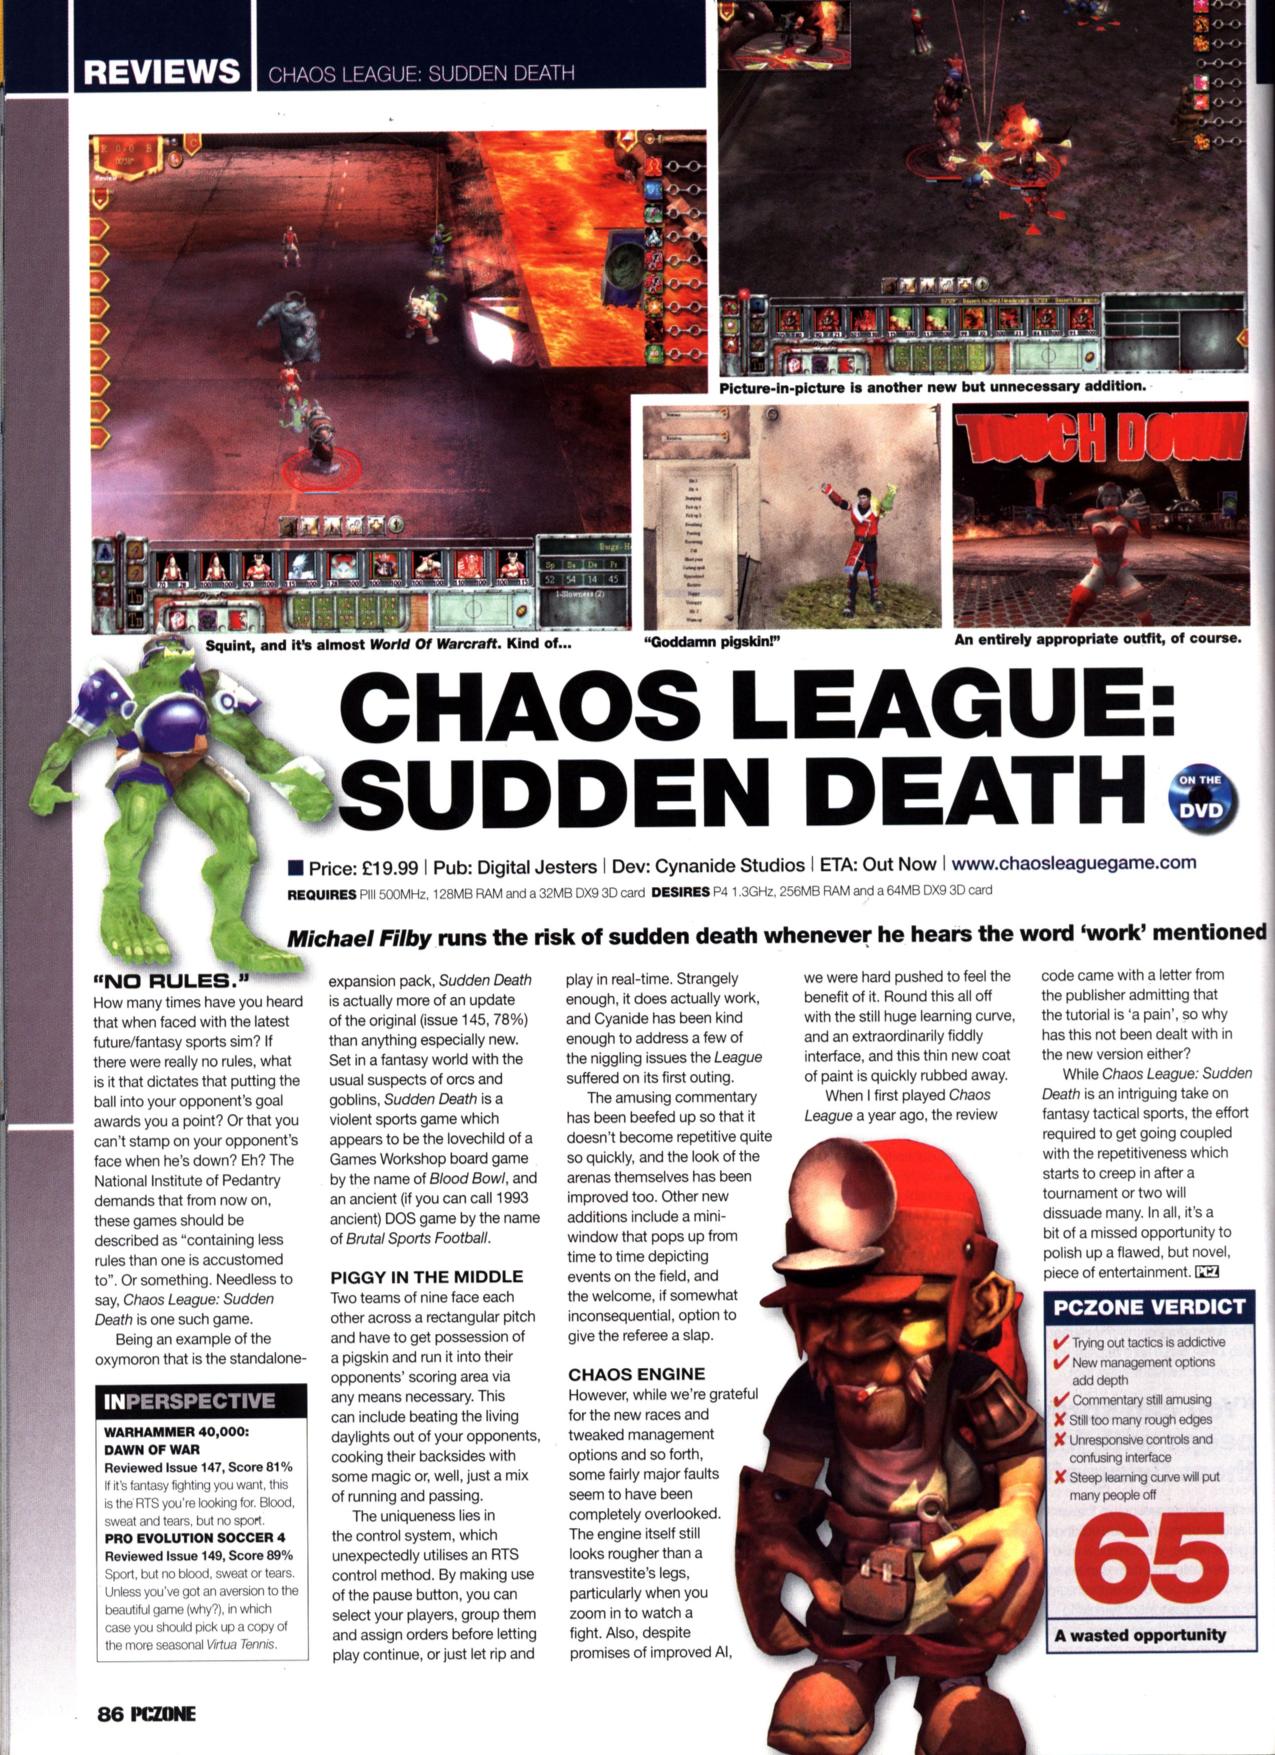 REVIEWS
CHAOS LEAGUE: SUDDEN DEATH
Picture-in-picture is another new but unnecessary addition.
TOUCH DOWN
Squint, and it's almost World Of Warcraft. Kind of...
"Goddamn pigskin!"
An entirely appropriate outfit, of course.
CHAOS LEAGUE:
SUDDEN DEATH
ON THE
DVD
Price: £19.99 | Pub: Digital Jesters | Dev: Cynanide Studios | ETA: Out Now | www.chaosleaguegame.com
REQUIRES PIII 500MHz, 128MB RAM and a 32MB DX9 3D card DESIRES P4 1.3GHz, 256MB RAM and a 64MB DX9 3D card
Michael Filby runs the risk of sudden death whenever he hears the word 'work' mentioned
"NO RULES."
How many times have you heard
that when faced with the latest
future/fantasy sports sim? If
there were really no rules, what
is it that dictates that putting the
ball into your opponent's goal
awards you a point? Or that you
can't stamp on your opponent's
face when he's down? Eh? The
National Institute of Pedantry
demands that from now on,
these games should be
described as "containing less
rules than one is accustomed
to". Or something. Needless to
say, Chaos League: Sudden
Death is one such game.
Being an example of the
oxymoron that is the standalone-
expansion pack, Sudden Death
is actually more of an update
of the original (issue 145, 78%)
than anything especially new.
Set in a fantasy world with the
usual suspects of orcs and
goblins, Sudden Death is a
violent sports game which
appears to be the lovechild of a
Games Workshop board game
by the name of Blood Bowl, and
an ancient (if you can call 1993
ancient) DOS game by the name
of Brutal Sports Football.
PIGGY IN THE MIDDLE
Two teams of nine face each
other across a rectangular pitch
and have to get possession of
a pigskin and run it into their
opponents' scoring area via
any means necessary. This
can include beating the living
daylights out of your opponents,
cooking their backsides with
some magic or, well, just a mix
of running and passing.
The uniqueness lies in
the control system, which
unexpectedly utilises an RTS
control method. By making use
of the pause button, you can
select your players, group them
and assign orders before letting
play continue, or just let rip and
play in real-time. Strangely
enough, it does actually work,
and Cyanide has been kind
enough to address a few of
the niggling issues the League
suffered on its first outing.
The amusing commentary
has been beefed up so that it
doesn't become repetitive quite
so quickly, and the look of the
arenas themselves has been
improved too. Other new
additions include a mini-
window that pops up from
time to time depicting
events on the field, and
the welcome, if somewhat
inconsequential, option to
give the referee a slap.
CHAOS ENGINE
However, while we're grateful
for the new races and
tweaked management
options and so forth,
some fairly major faults
seem to have been
completely overlooked.
The engine itself still
looks rougher than a
transvestite's legs,
particularly when you
zoom in to watch a
fight. Also, despite
promises of improved AI,
we were hard pushed to feel the
benefit of it. Round this all off
with the still huge learning curve,
and an extraordinarily fiddly
interface, and this thin new coat
of paint is quickly rubbed away.
When I first played Chaos
League a year ago, the review
code came with a letter from
the publisher admitting that
the tutorial is 'a pain', so why
has this not been dealt with in
the new version either?
While Chaos League: Sudden
Death is an intriguing take on
fantasy tactical sports, the effort
required to get going coupled
with the repetitiveness which
starts to creep in after a
tournament or two will
dissuade many. In all, it's a
bit of a missed opportunity to
polish up a flawed, but novel,
piece of entertainment. PCZ
INPERSPECTIVE
WARHAMMER 40,000:
DAWN OF WAR
Reviewed Issue 147, Score 81%
If it's fantasy fighting you want, this
is the RTS you're looking for. Blood,
sweat and tears, but no sport.
PRO EVOLUTION SOCCER 4
Reviewed Issue 149, Score 89%
Sport, but no blood, sweat or tears.
Unless you've got an aversion to the
beautiful game (why?), in which
case you should pick up a copy of
the more seasonal Virtua Tennis.
PCZONE VERDICT
✔ Trying out tactics is addictive
✔ New management options
add depth
✔ Commentary still amusing
✘ Still too many rough edges
✘ Unresponsive controls and
confusing interface
✘ Steep learning curve will put
many people off
65
A wasted opportunity
86 PCZONE